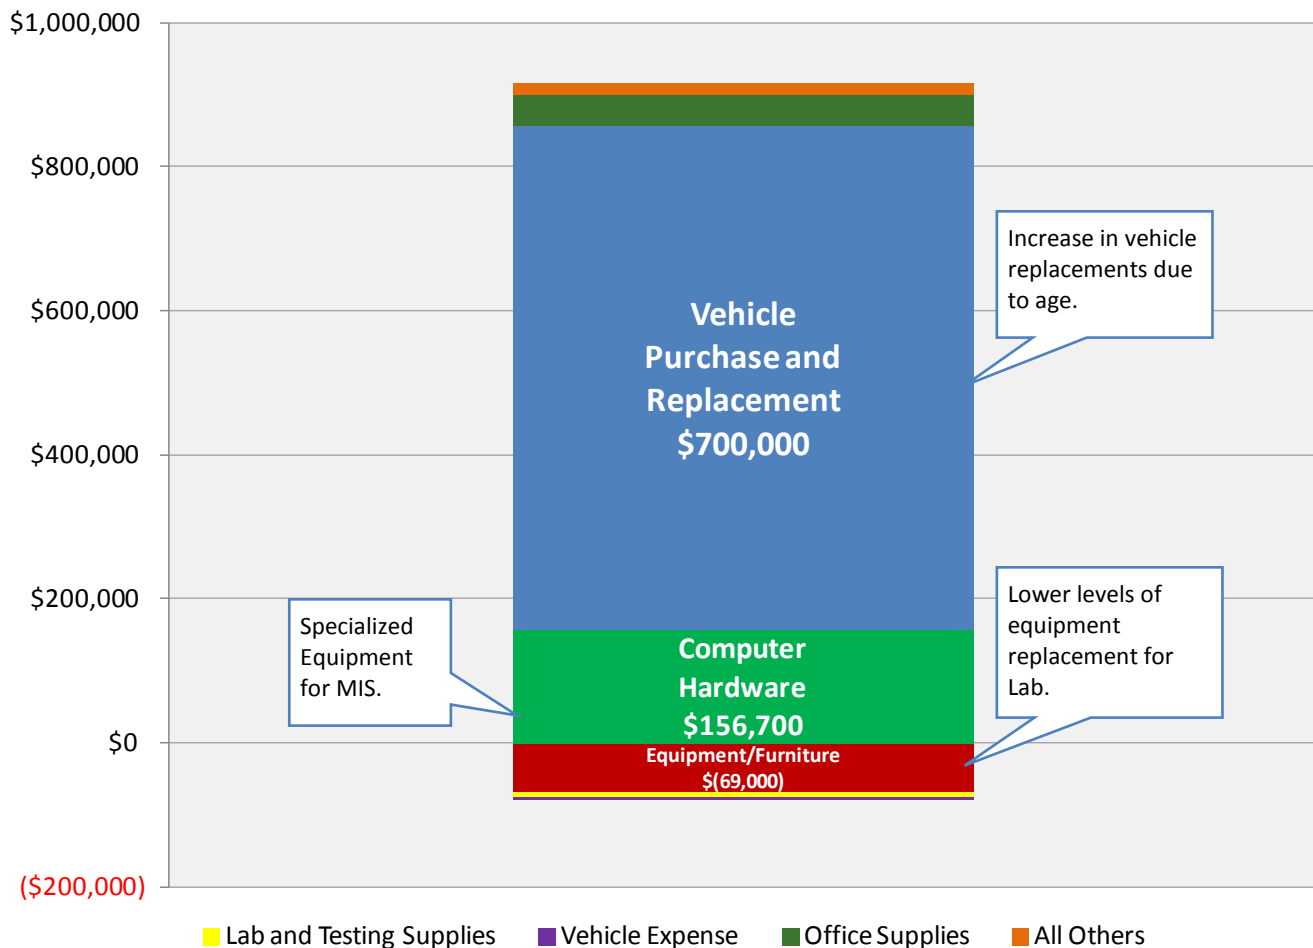 $1,000,000
$800,000
$600,000
$400,000
$200,000
$0
($200,000)
Vehicle
Purchase and
Replacement
$700,000
Computer
Hardware
$156,700
Equipment/Furniture
$(69,000)
Increase in vehicle
replacements due
to age.
Specialized
Equipment
for MIS.
Lower levels of
equipment
replacement for
Lab.
Lab and Testing Supplies
Vehicle Expense
Office Supplies
All Others